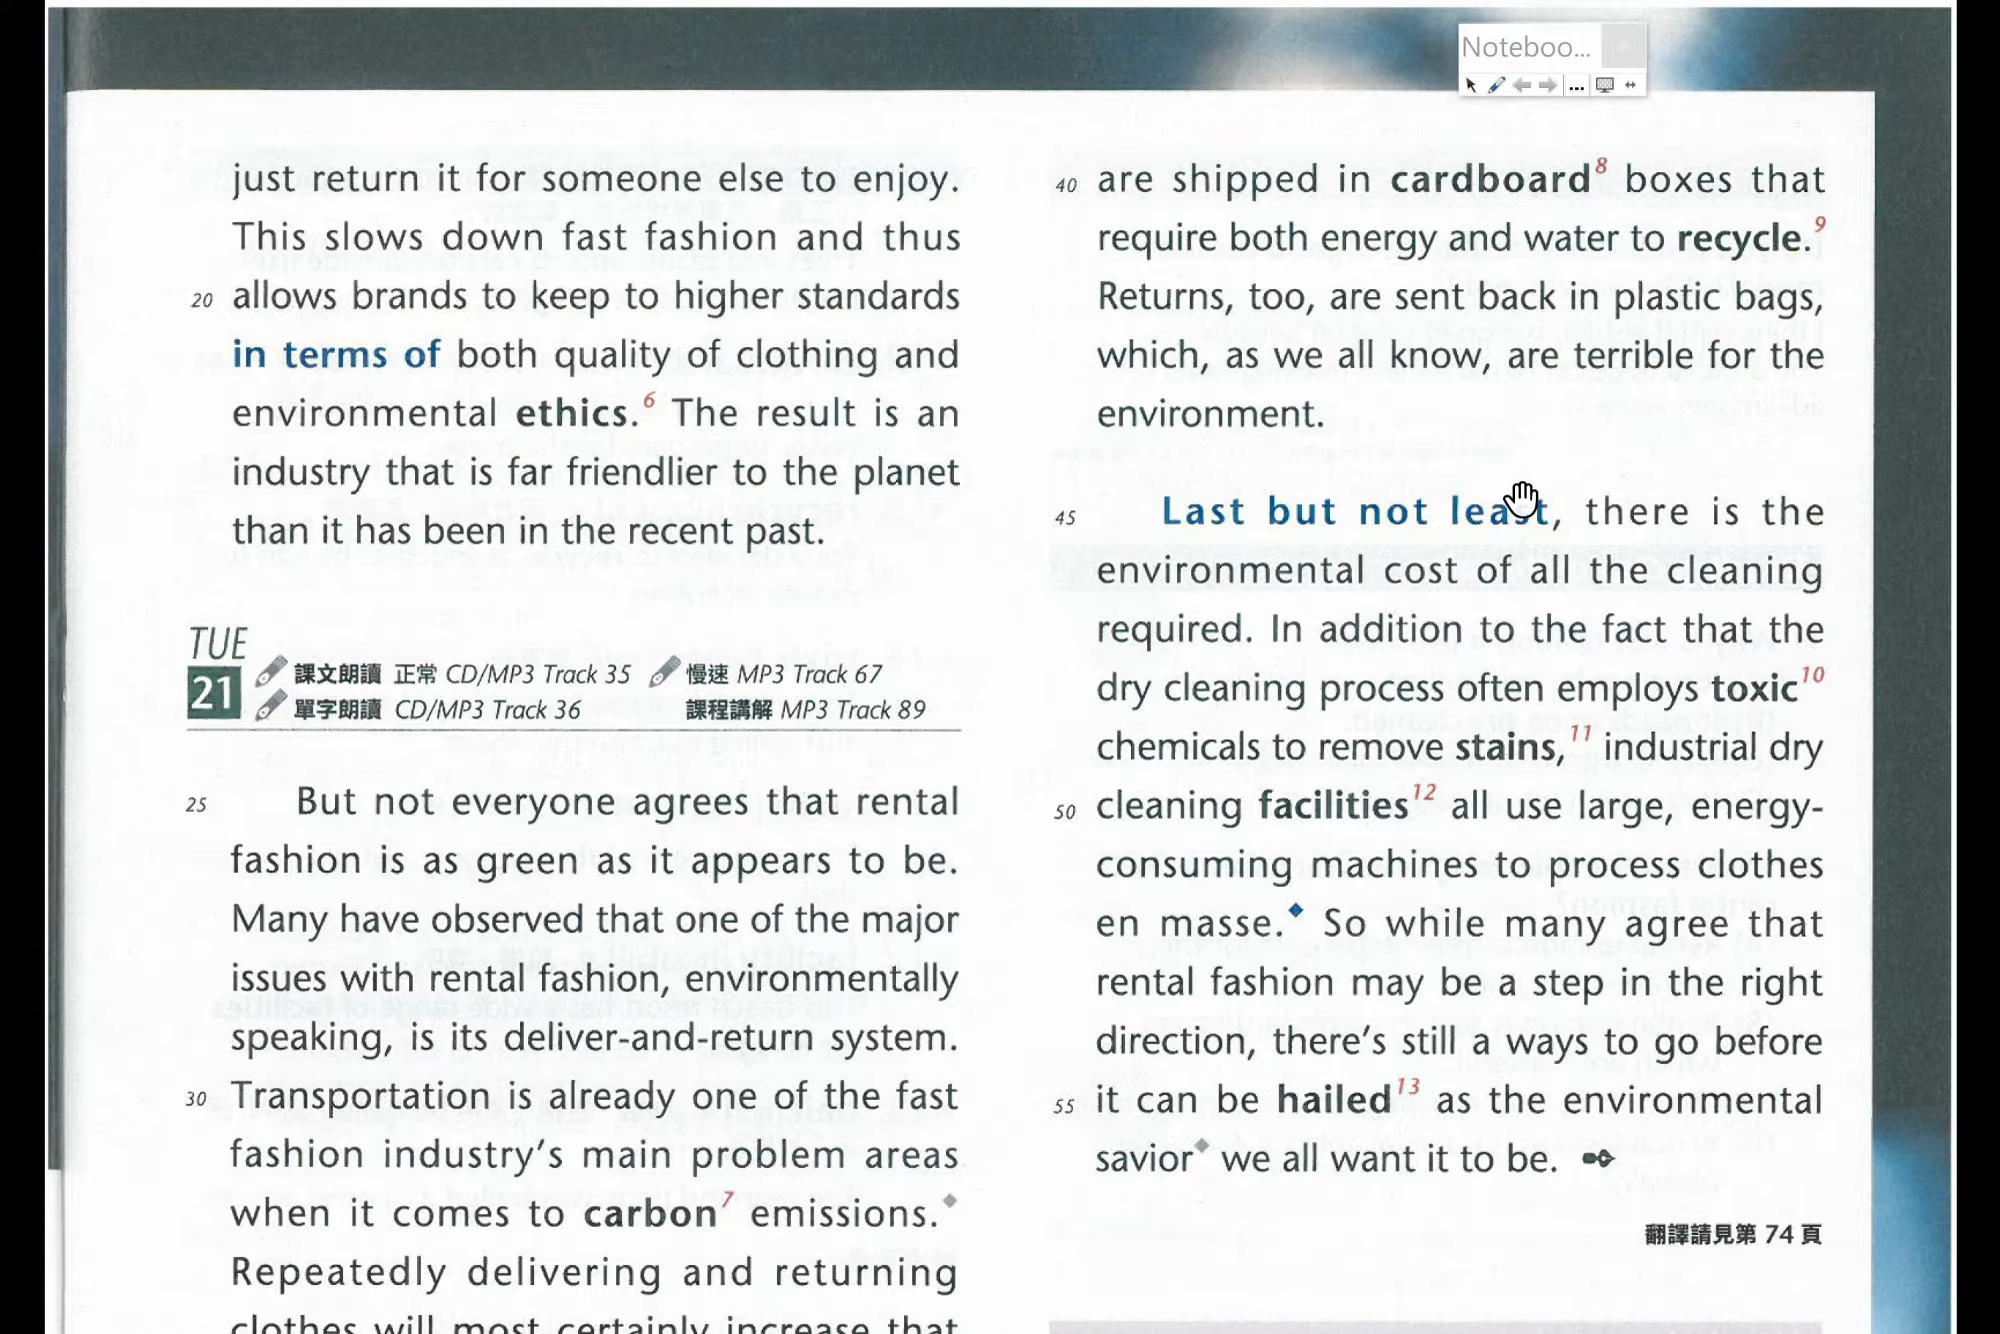 Noteboo...
just return it for someone else to enjoy.
This slows down fast fashion and thus
20 allows brands to keep to higher standards
in terms of both quality of clothing and
environmental ethics.6 The result is an
industry that is far friendlier to the planet
than it has been in the recent past.
TUE
21
課文朗讀 正常 CD/MP3 Track 35 慢速 MP3 Track 67
單字朗讀 CD/MP3 Track 36 課程講解 MP3 Track 89
25 But not everyone agrees that rental
fashion is as green as it appears to be.
Many have observed that one of the major
issues with rental fashion, environmentally
speaking, is its deliver-and-return system.
30 Transportation is already one of the fast
fashion industry's main problem areas
when it comes to carbon7 emissions.◆
Repeatedly delivering and returning
clothes will most certainly increase that
40 are shipped in cardboard8 boxes that
require both energy and water to recycle.9
Returns, too, are sent back in plastic bags,
which, as we all know, are terrible for the
environment.
45 Last but not least, there is the
environmental cost of all the cleaning
required. In addition to the fact that the
dry cleaning process often employs toxic10
chemicals to remove stains,11 industrial dry
50 cleaning facilities12 all use large, energy-
consuming machines to process clothes
en masse.◆ So while many agree that
rental fashion may be a step in the right
direction, there's still a ways to go before
55 it can be hailed13 as the environmental
savior◆ we all want it to be.
翻譯請見第 74 頁